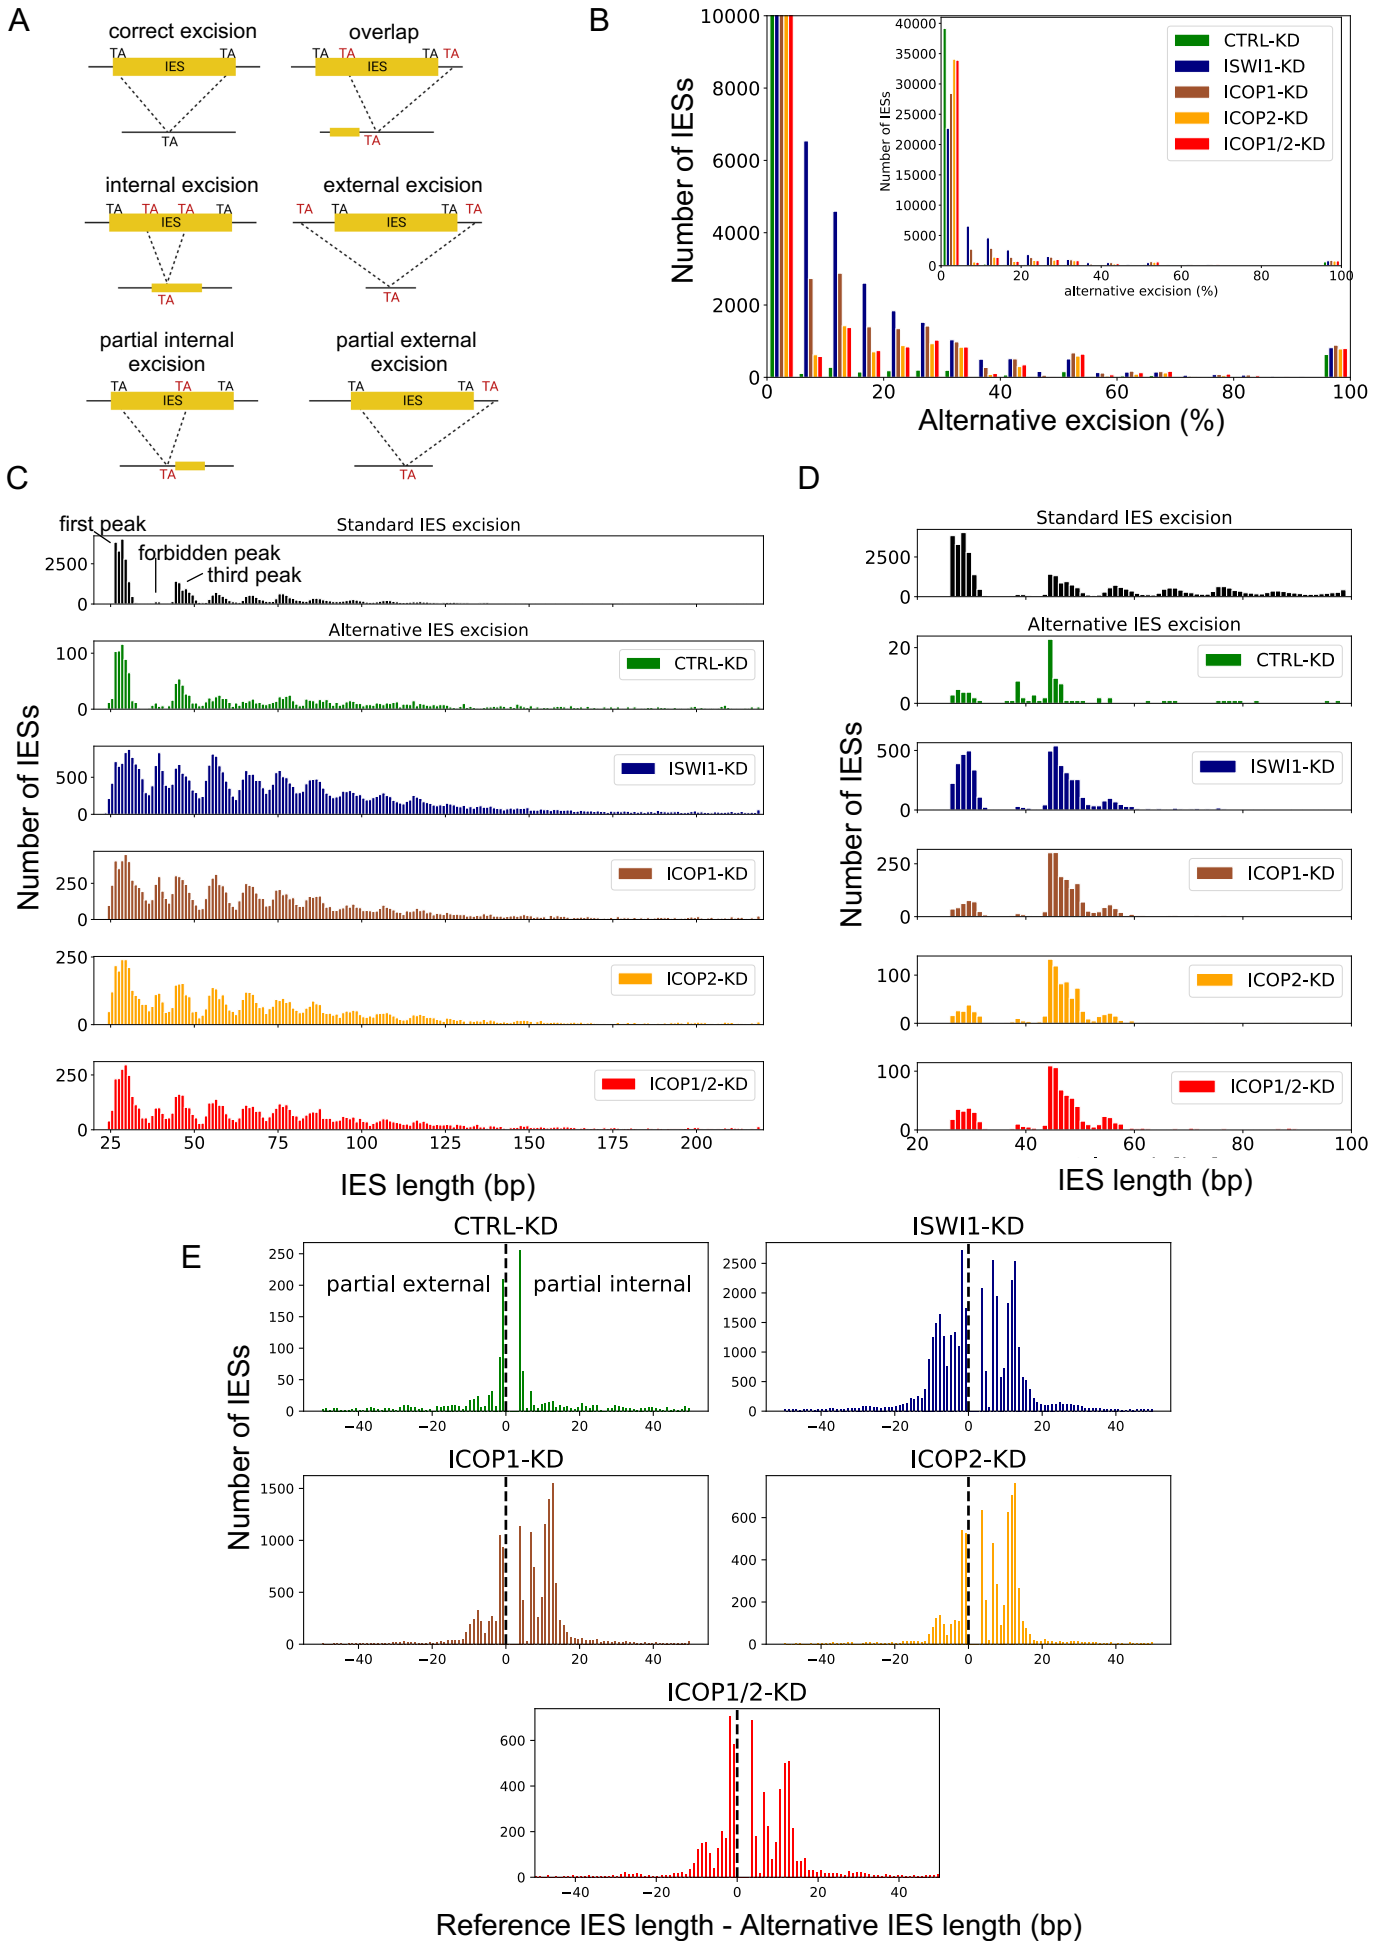 A
correct excision
TA TA
IES
TA
overlap
TA TA TA TA
IES
TA
internal excision
TA TA TA TA
IES
TA
external excision
TA TA TA TA
IES
TA
partial internal
excision
TA TA TA
IES
TA
partial external
excision
TA TA TA
IES
TA
B
Number of IESs
10000
8000
6000
4000
2000
0
0 20 40 60 80 100
Alternative excision (%)
Number of IESs
40000
35000
30000
25000
20000
15000
10000
5000
0
0 20 40 60 80 100
alternative excision (%)
CTRL-KD
ISWI1-KD
ICOP1-KD
ICOP2-KD
ICOP1/2-KD
C
Standard IES excision
first peak
forbidden peak
third peak
2500
0
Alternative IES excision
100
0
CTRL-KD
Number of IESs
500
0
ISWI1-KD
250
0
ICOP1-KD
250
0
ICOP2-KD
250
0
ICOP1/2-KD
25 50 75 100 125 150 175 200
IES length (bp)
D
Standard IES excision
2500
0
Alternative IES excision
20
0
CTRL-KD
Number of IESs
500
0
ISWI1-KD
250
0
ICOP1-KD
100
0
ICOP2-KD
100
0
ICOP1/2-KD
20 40 60 80 100
IES length (bp)
E
Number of IESs
CTRL-KD
partial external partial internal
250
200
150
100
50
0
−40 −20 0 20 40
ISWI1-KD
2500
2000
1500
1000
500
0
−40 −20 0 20 40
ICOP1-KD
1500
1000
500
0
−40 −20 0 20 40
ICOP2-KD
600
400
200
0
−40 −20 0 20 40
ICOP1/2-KD
600
400
200
0
−40 −20 0 20 40
Reference IES length - Alternative IES length (bp)